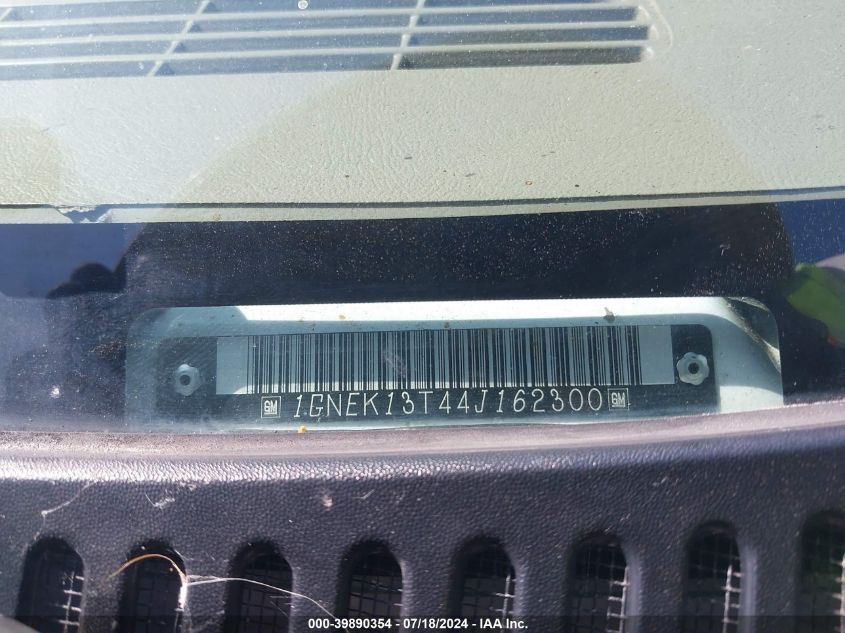 GM 1GNEK13T44J162300 GM
000-39890354 - 07/18/2024 - IAA Inc.